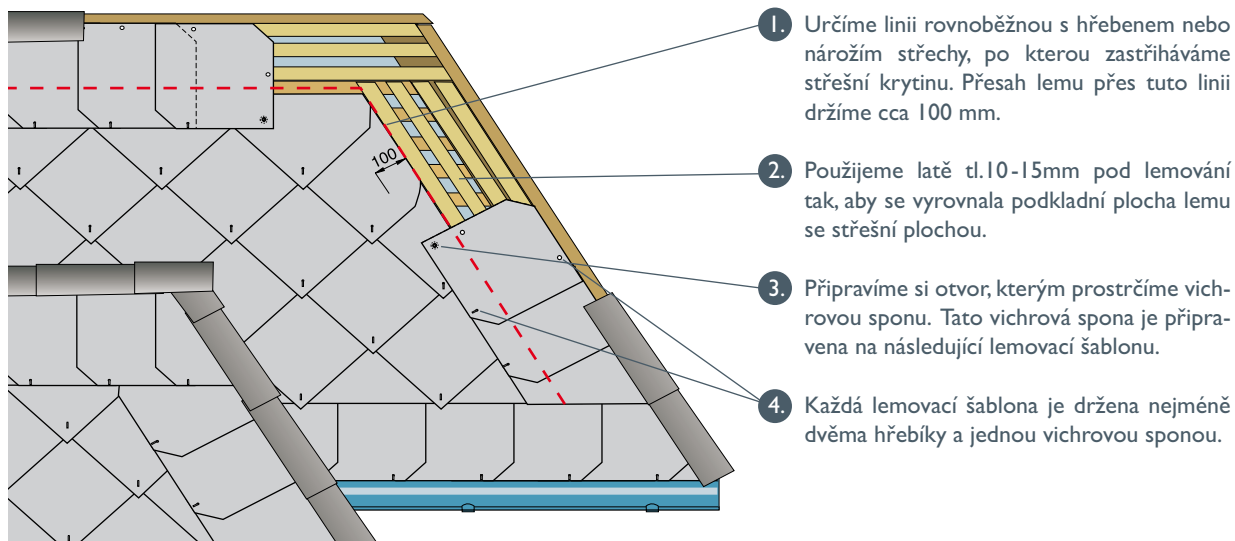 1. Určíme linii rovnoběžnou s hřebenem nebo
nárožím střechy, po kterou zastřiháváme
střešní krytinu. Přesah lemu přes tuto linii
držíme cca 100 mm.
100
2. Použijeme latě tl.10-15mm pod lemování
tak, aby se vyrovnala podkladní plocha lemu
se střešní plochou.
3. Připravíme si otvor, kterým prostrčíme vich-
rovou sponu. Tato vichrová spona je připra-
vena na následující lemovací šablonu.
4. Každá lemovací šablona je držena nejméně
dvěma hřebíky a jednou vichrovou sponou.